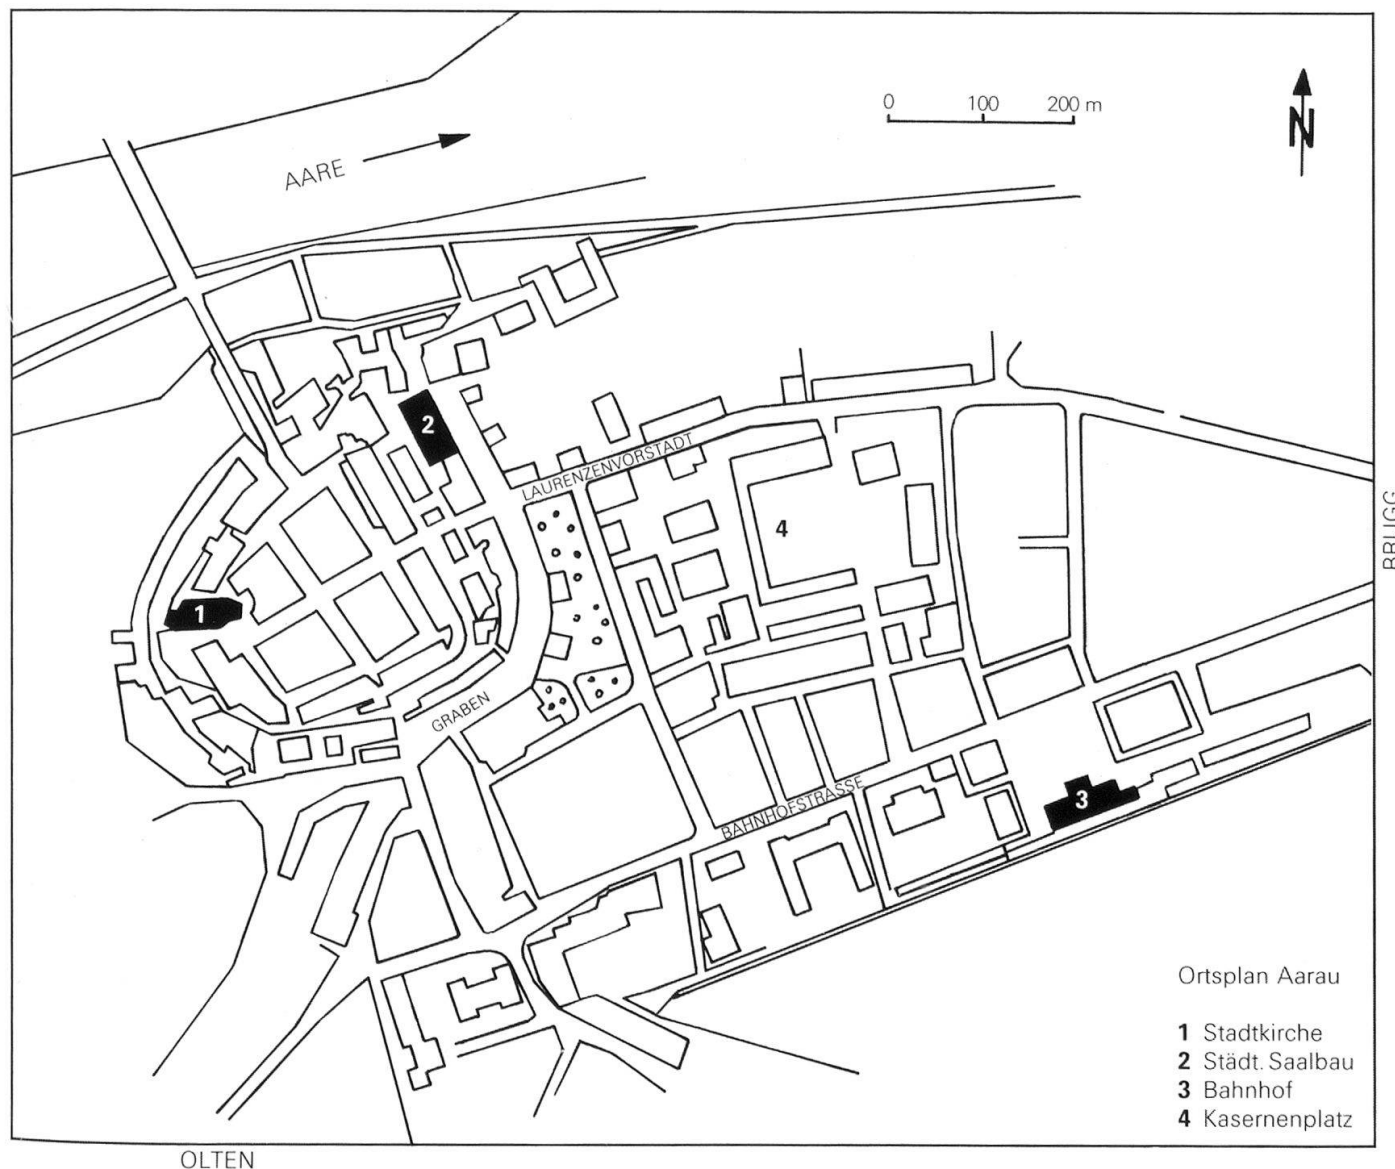 0 100 200 m
N
AARE
2
LAURENZENVORSTADT
4
BRUGG
1
GRABEN
BAHNHOFSTRASSE
3
Ortsplan Aarau
1 Stadtkirche
2 Städt. Saalbau
3 Bahnhof
4 Kasernenplatz
OLTEN